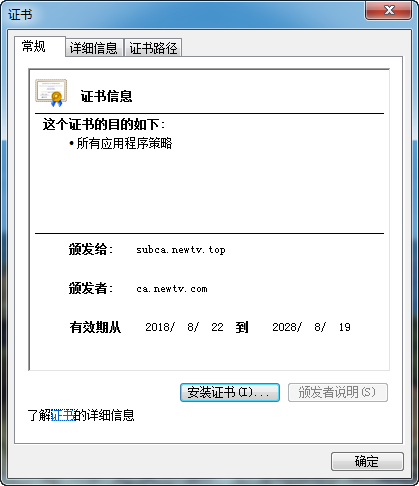 证书
常规
详细信息
证书路径
证书信息
这个证书的目的如下:
• 所有应用程序策略
颁发给: subca.newtv.top
颁发者: ca.newtv.com
有效期从 2018/ 8/ 22 到 2028/ 8/ 19
安装证书(I)...
颁发者说明(S)
了解证书的详细信息
确定